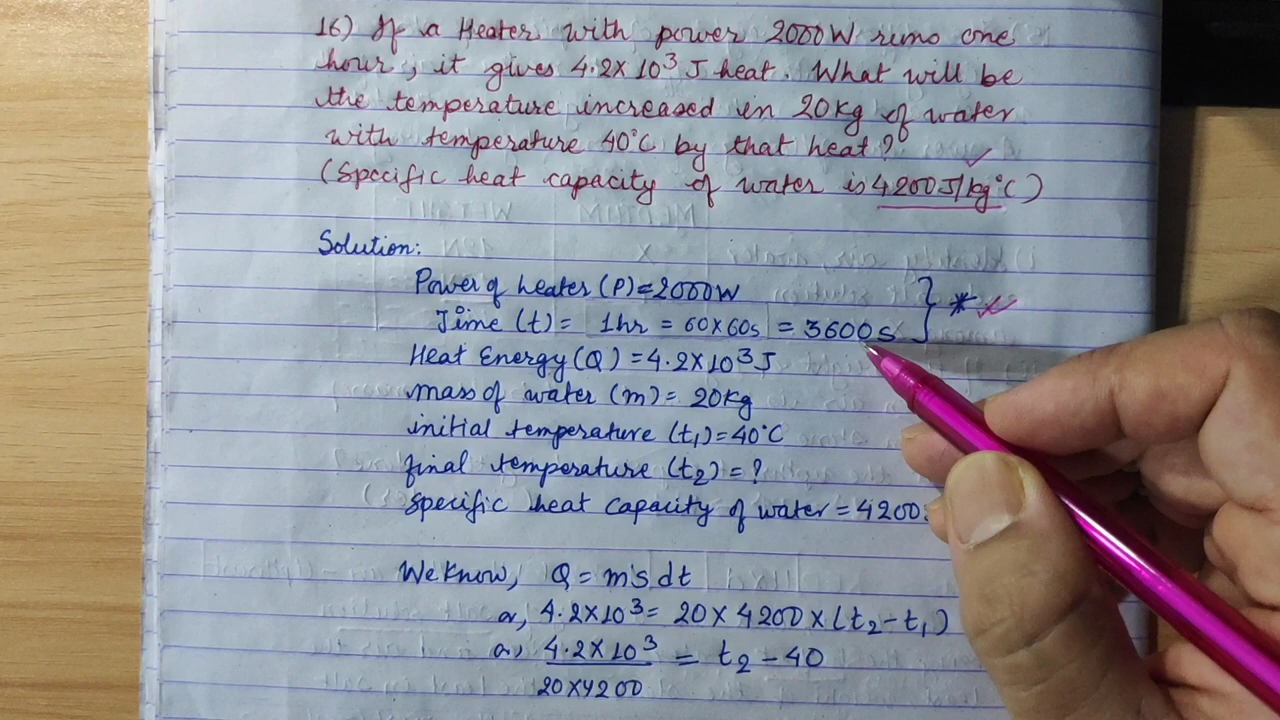 16) If a Heater with power 2000W runs one
hour, it gives 4.2×10³ J heat. What will be
the temperature increased in 20kg of water
with temperature 40°C by that heat?
(Specific heat capacity of water is 4200J/kg°C)
Solution:
Power of heater (P)=2000W
Time (t)= 1hr = 60×60s = 3600s } *
Heat Energy(Q)=4.2×10³J
mass of water (m)= 20kg
initial temperature (t₁)=40°C
final temperature (t₂)=?
specific heat capacity of water = 4200
We know, Q = msdt
or, 4.2×10³= 20×4200×(t₂-t₁)
or, 4.2×10³ = t₂-40
20×4200